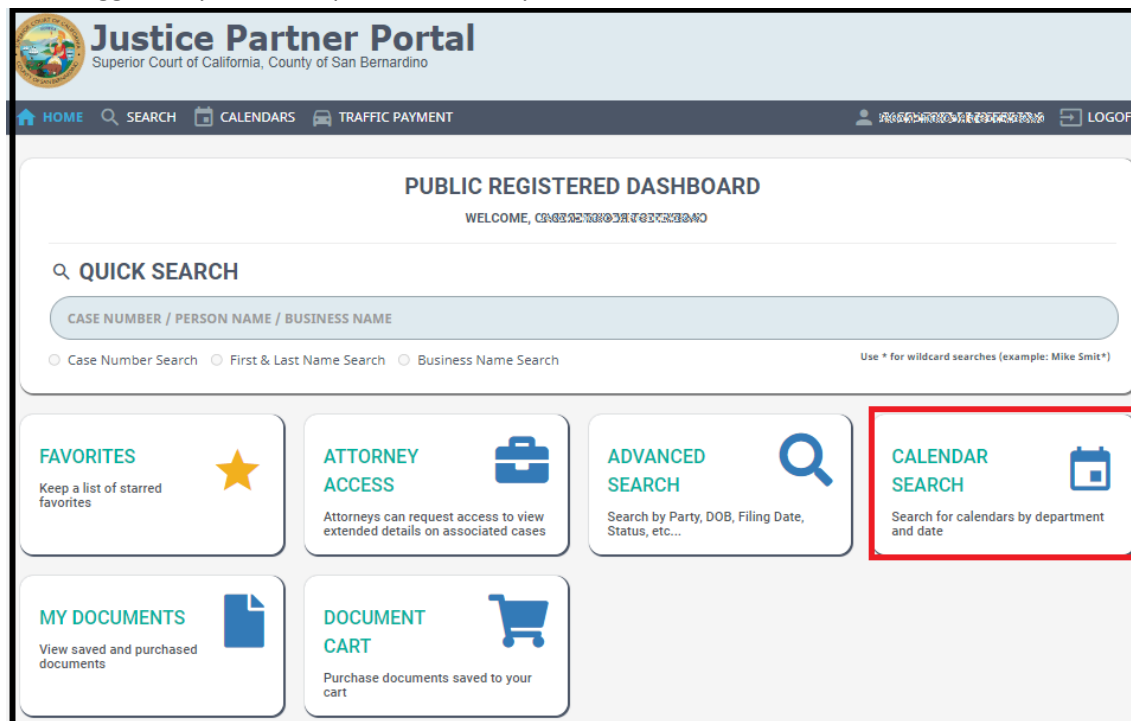 Justice Partner Portal
Superior Court of California, County of San Bernardino
HOME SEARCH CALENDARS TRAFFIC PAYMENT LOGOF
PUBLIC REGISTERED DASHBOARD
WELCOME,
QUICK SEARCH
CASE NUMBER / PERSON NAME / BUSINESS NAME
Case Number Search First & Last Name Search Business Name Search
Use * for wildcard searches (example: Mike Smit*)
FAVORITES
Keep a list of starred
favorites
ATTORNEY
ACCESS
Attorneys can request access to view
extended details on associated cases
ADVANCED
SEARCH
Search by Party, DOB, Filing Date,
Status, etc...
CALENDAR
SEARCH
Search for calendars by department
and date
MY DOCUMENTS
View saved and purchased
documents
DOCUMENT
CART
Purchase documents saved to your
cart